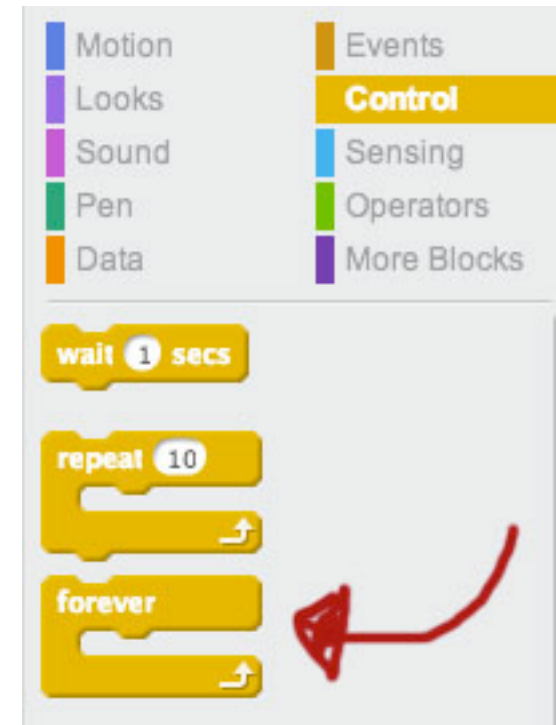 Motion Events
Looks Control
Sound Sensing
Pen Operators
Data More Blocks
wait 1 secs
repeat 10
forever